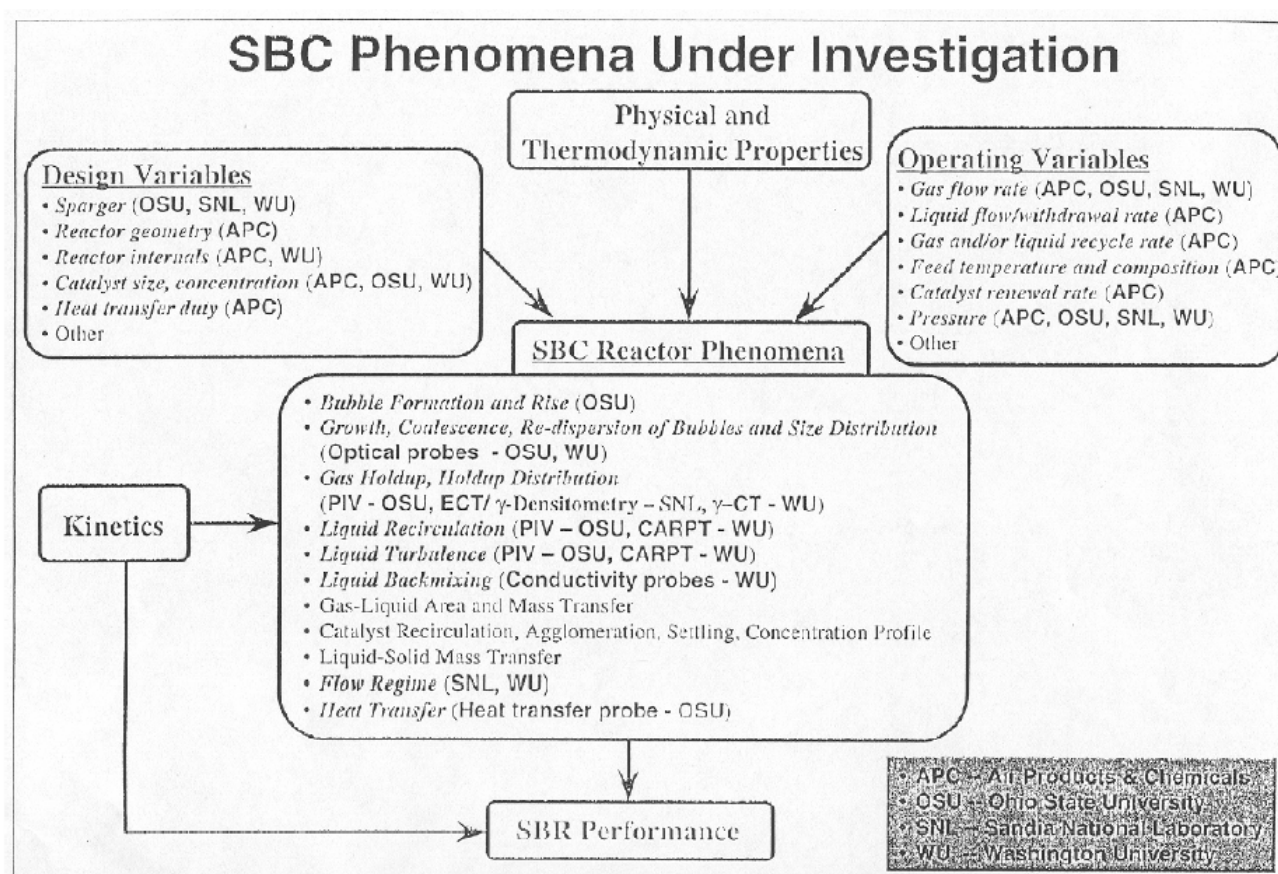 SBC Phenomena Under Investigation
Physical and
Thermodynamic Properties
Design Variables
• Sparger (OSU, SNL, WU)
• Reactor geometry (APC)
• Reactor internals (APC, WU)
• Catalyst size, concentration (APC, OSU, WU)
• Heat transfer duty (APC)
• Other
Operating Variables
• Gas flow rate (APC, OSU, SNL, WU)
• Liquid flow/withdrawal rate (APC)
• Gas and/or liquid recycle rate (APC)
• Feed temperature and composition (APC)
• Catalyst renewal rate (APC)
• Pressure (APC, OSU, SNL, WU)
• Other
SBC Reactor Phenomena
• Bubble Formation and Rise (OSU)
• Growth, Coalescence, Re-dispersion of Bubbles and Size Distribution
(Optical probes - OSU, WU)
• Gas Holdup, Holdup Distribution
(PIV - OSU, ECT/ γ-Densitometry – SNL, γ–CT - WU)
• Liquid Recirculation (PIV – OSU, CARPT - WU)
• Liquid Turbulence (PIV – OSU, CARPT - WU)
• Liquid Backmixing (Conductivity probes - WU)
• Gas-Liquid Area and Mass Transfer
• Catalyst Recirculation, Agglomeration, Settling, Concentration Profile
• Liquid-Solid Mass Transfer
• Flow Regime (SNL, WU)
• Heat Transfer (Heat transfer probe - OSU)
Kinetics
SBR Performance
• APC -- Air Products & Chemicals
• OSU -- Ohio State University
• SNL -- Sandia National Laboratory
• WU -- Washington University